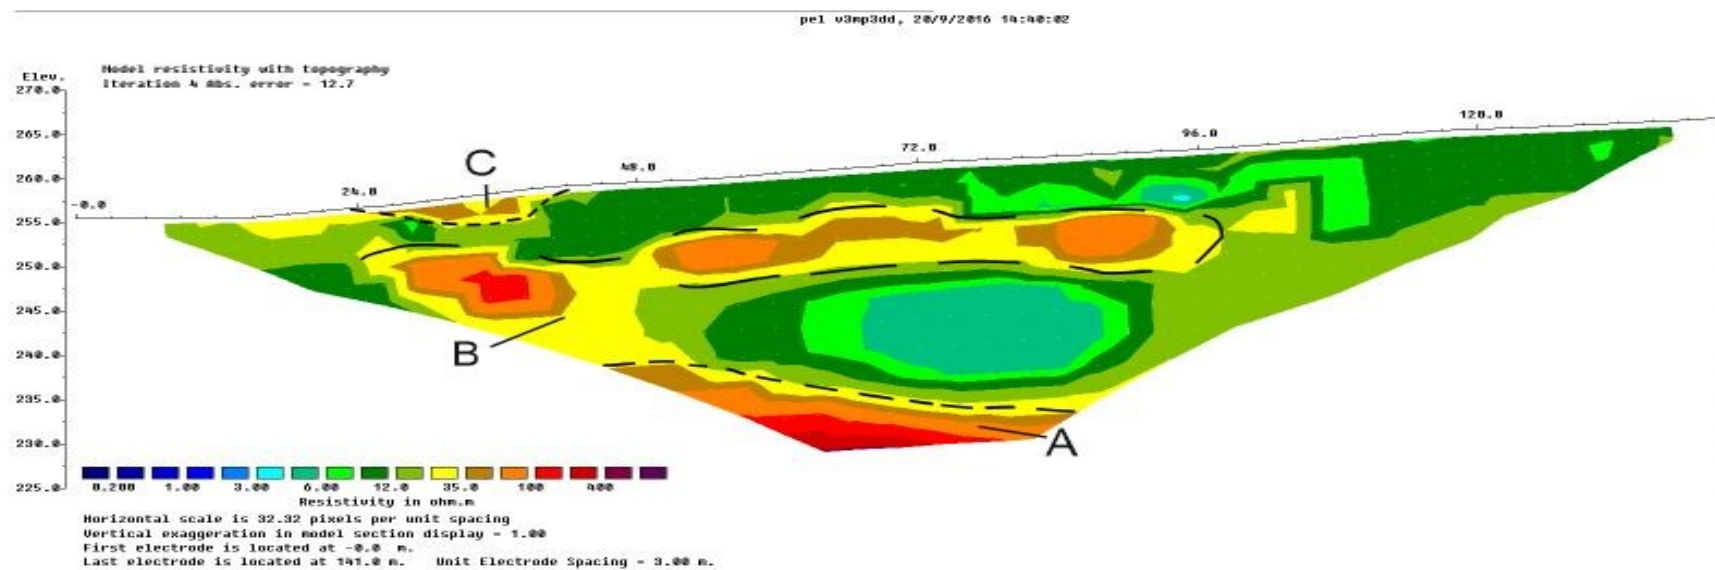 pel v3mp3dd, 20/9/2016 14:40:02
Model resistivity with topography
Elev. Iteration 4 Abs. error = 12.7
270.0
265.0 120.0
96.0
72.0
260.0 C 48.0
24.0
-0.0
255.0
250.0
245.0
240.0 B
235.0
230.0 A
225.0 0.200 1.00 3.00 6.00 12.0 35.0 100 400
Resistivity in ohm.m
Horizontal scale is 32.32 pixels per unit spacing
Vertical exaggeration in model section display = 1.00
First electrode is located at -0.0 m.
Last electrode is located at 141.0 m. Unit Electrode Spacing = 3.00 m.